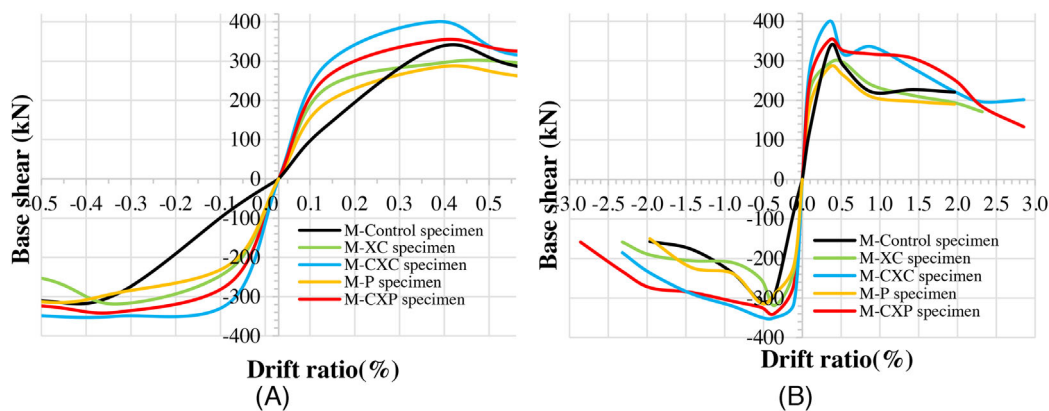 400
300
200
100
0
-100
-200
-300
-400
-0.5 -0.4 -0.3 -0.2 -0.1 0.0 0.1 0.2 0.3 0.4 0.5
Base shear (kN)
Drift ratio(%)
M-Control specimen
M-XC specimen
M-CXC specimen
M-P specimen
M-CXP specimen
(A)
400
300
200
100
0
-100
-200
-300
-400
-3.0 -2.5 -2.0 -1.5 -1.0 -0.5 0.0 0.5 1.0 1.5 2.0 2.5 3.0
Base shear (kN)
Drift ratio(%)
M-Control specimen
M-XC specimen
M-CXC specimen
M-P specimen
M-CXP specimen
(B)